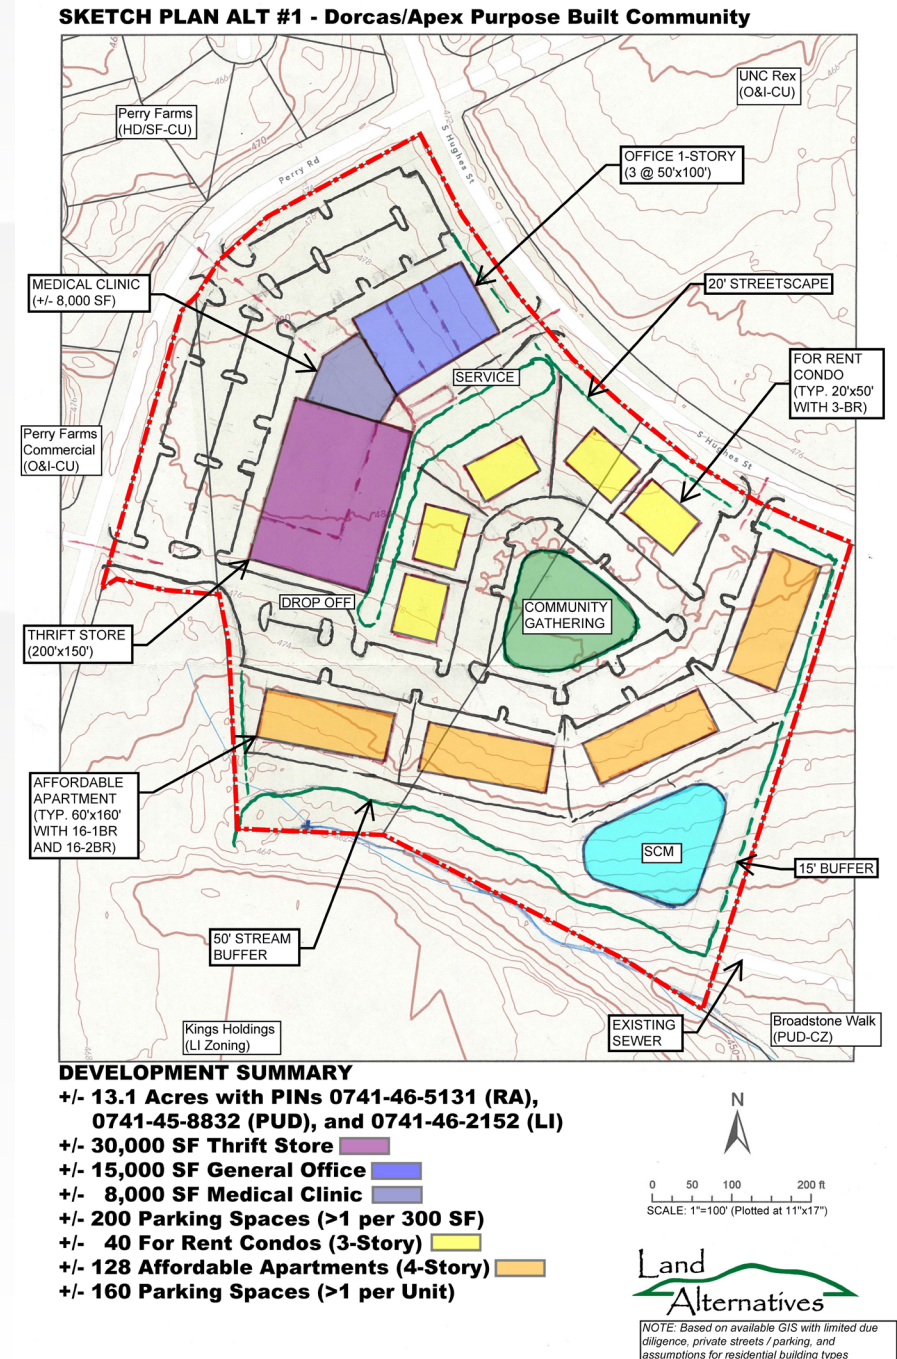 SKETCH PLAN ALT #1 - Dorcas/Apex Purpose Built Community
UNC Rex
(O&I-CU)
Perry Farms
(HD/SF-CU)
S Hughes St
Perry Rd
OFFICE 1-STORY
(3 @ 50'x100')
MEDICAL CLINIC
(+/- 8,000 SF)
20' STREETSCAPE
SERVICE
FOR RENT
CONDO
(TYP. 20'x50'
WITH 3-BR)
Perry Farms
Commercial
(O&I-CU)
S Hughes St
DROP OFF
COMMUNITY
GATHERING
THRIFT STORE
(200'x150')
AFFORDABLE
APARTMENT
(TYP. 60'x160'
WITH 16-1BR
AND 16-2BR)
SCM
15' BUFFER
50' STREAM
BUFFER
EXISTING
SEWER
Kings Holdings
(LI Zoning)
Broadstone Walk
(PUD-CZ)
DEVELOPMENT SUMMARY
+/- 13.1 Acres with PINs 0741-46-5131 (RA),
0741-45-8832 (PUD), and 0741-46-2152 (LI)
+/- 30,000 SF Thrift Store
+/- 15,000 SF General Office
+/- 8,000 SF Medical Clinic
+/- 200 Parking Spaces (>1 per 300 SF)
+/- 40 For Rent Condos (3-Story)
+/- 128 Affordable Apartments (4-Story)
+/- 160 Parking Spaces (>1 per Unit)
N
0 50 100 200 ft
SCALE: 1"=100' (Plotted at 11"x17")
Land
Alternatives
NOTE: Based on available GIS with limited due
diligence, private streets / parking, and
assumptions for residential building types